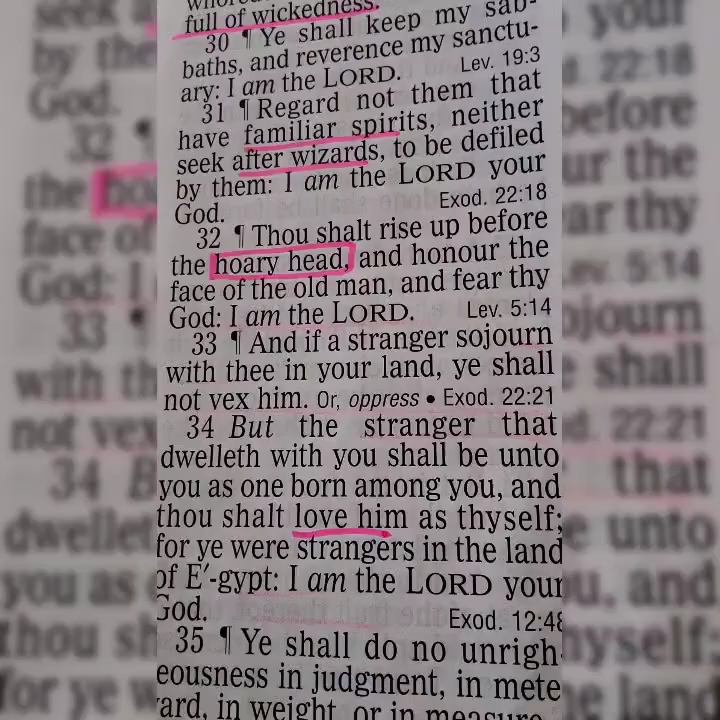 full of wickedness.
30 ¶ Ye shall keep my sab-
baths, and reverence my sanctu-
ary: I am the LORD. Lev. 19:3
31 ¶ Regard not them that
have familiar spirits, neither
seek after wizards, to be defiled
by them: I am the LORD your
God. Exod. 22:18
32 ¶ Thou shalt rise up before
the hoary head, and honour the
face of the old man, and fear thy
God: I am the LORD. Lev. 5:14
33 ¶ And if a stranger sojourn
with thee in your land, ye shall
not vex him. Or, oppress • Exod. 22:21
34 But the stranger that
dwelleth with you shall be unto
you as one born among you, and
thou shalt love him as thyself;
for ye were strangers in the land
of E′-gypt: I am the LORD your
God. Exod. 12:48
35 ¶ Ye shall do no unrigh
eousness in judgment, in mete
ard, in weight, or in measure